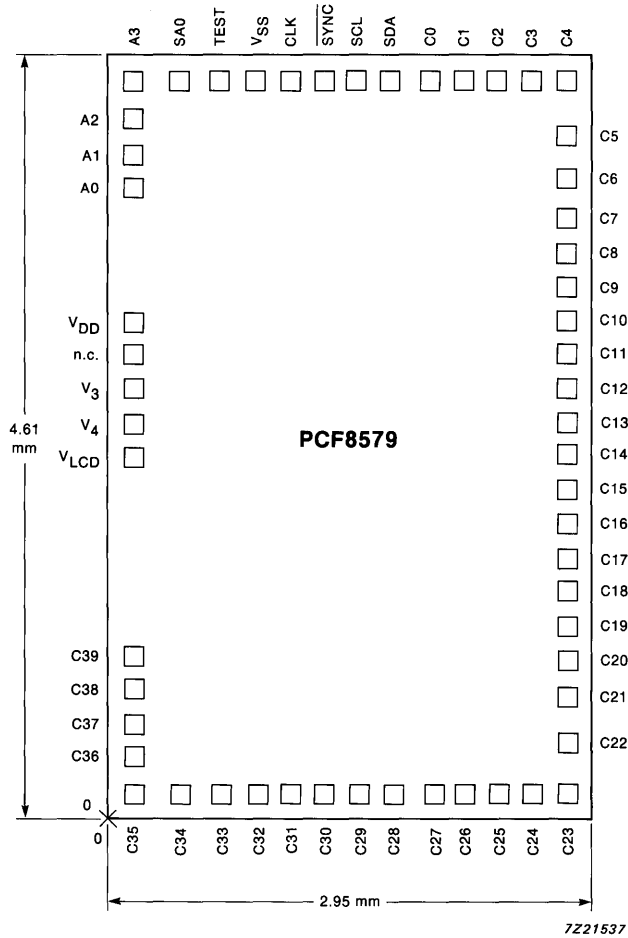 A3 SA0 TEST VSS CLK SYNC SCL SDA C0 C1 C2 C3 C4
A2
A1
A0
VDD
n.c.
V3
V4
VLCD
4.61
mm
C39
C38
C37
C36
0
0
PCF8579
C5
C6
C7
C8
C9
C10
C11
C12
C13
C14
C15
C16
C17
C18
C19
C20
C21
C22
C35 C34 C33 C32 C31 C30 C29 C28 C27 C26 C25 C24 C23
2.95 mm
7Z21537